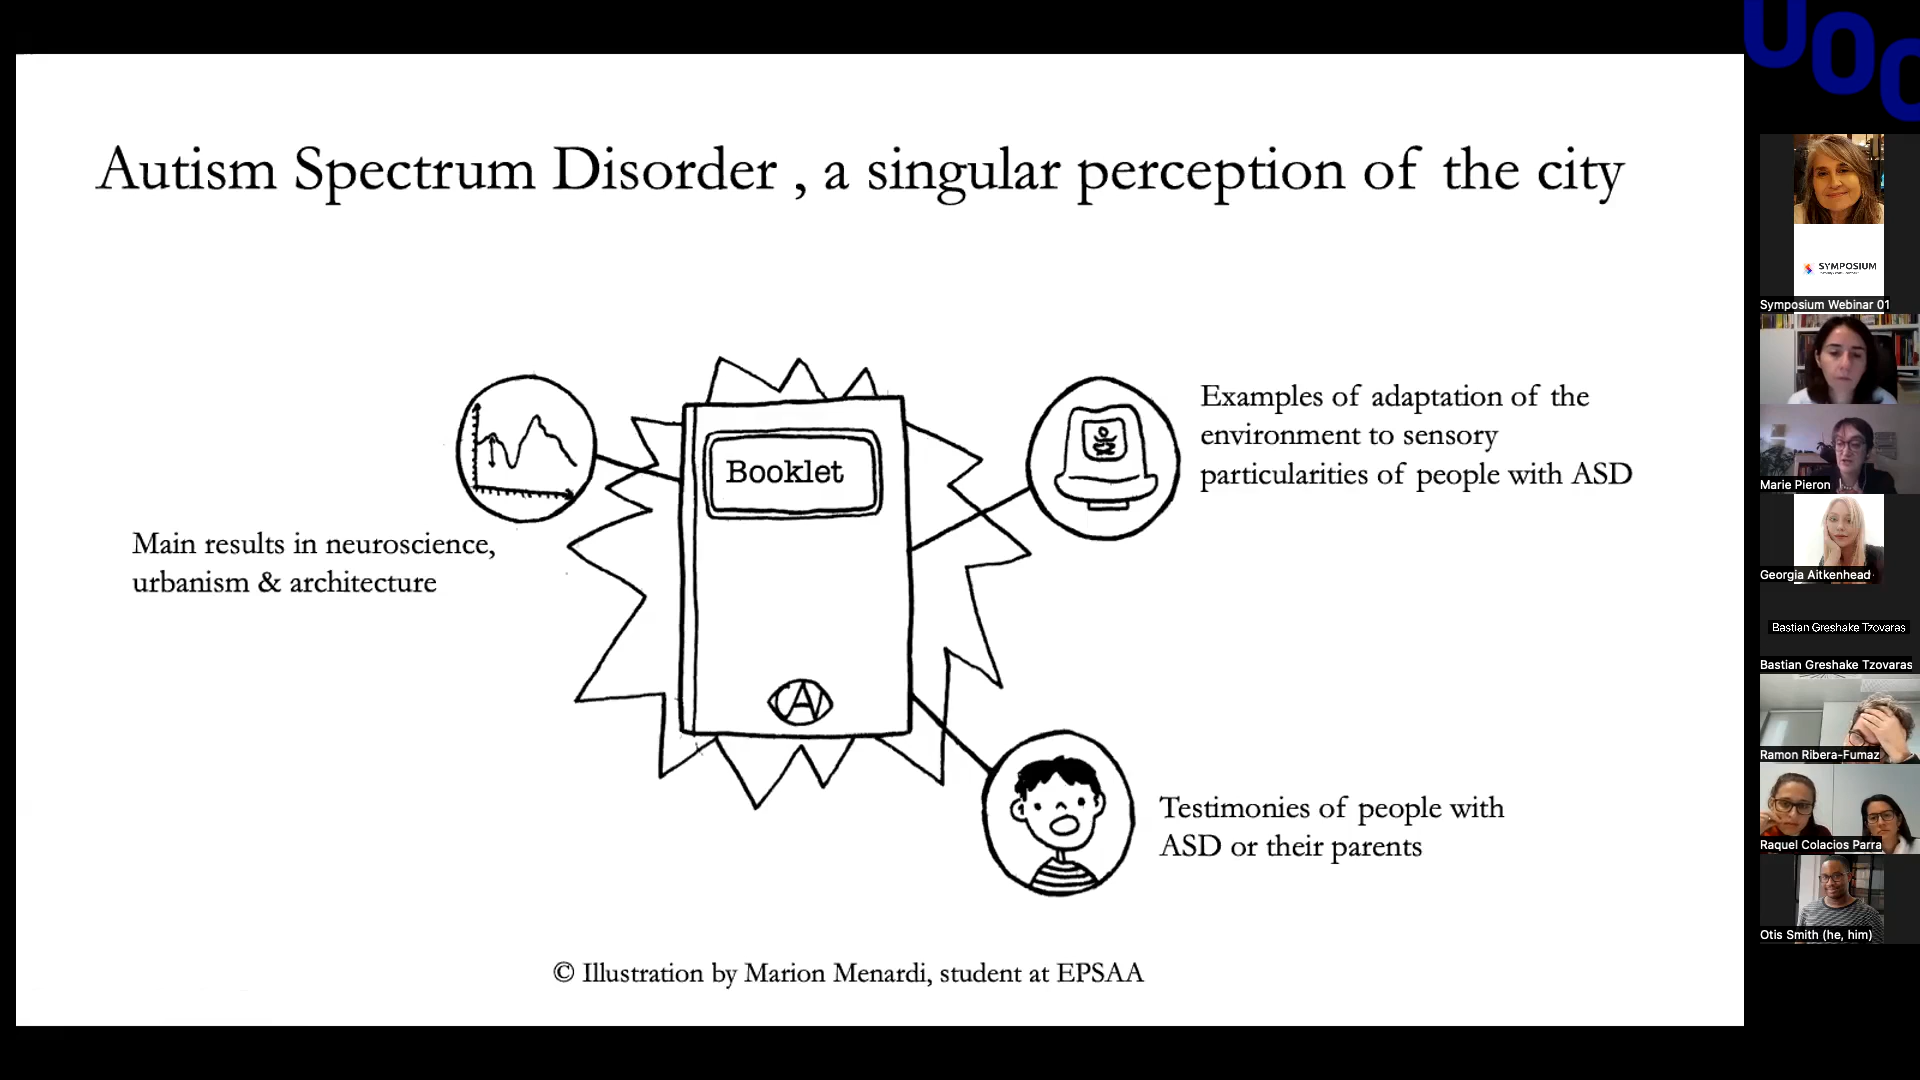 UOC
Autism Spectrum Disorder , a singular perception of the city
Booklet
A
Main results in neuroscience,
urbanism & architecture
Examples of adaptation of the
environment to sensory
particularities of people with ASD
Testimonies of people with
ASD or their parents
© Illustration by Marion Menardi, student at EPSAA
SYMPOSIUM
Symposium Webinar 01
Marie Pieron
Georgia Aitkenhead
Bastian Greshake Tzovaras
Bastian Greshake Tzovaras
Ramon Ribera-Fumaz
Raquel Colacios Parra
Otis Smith (he, him)